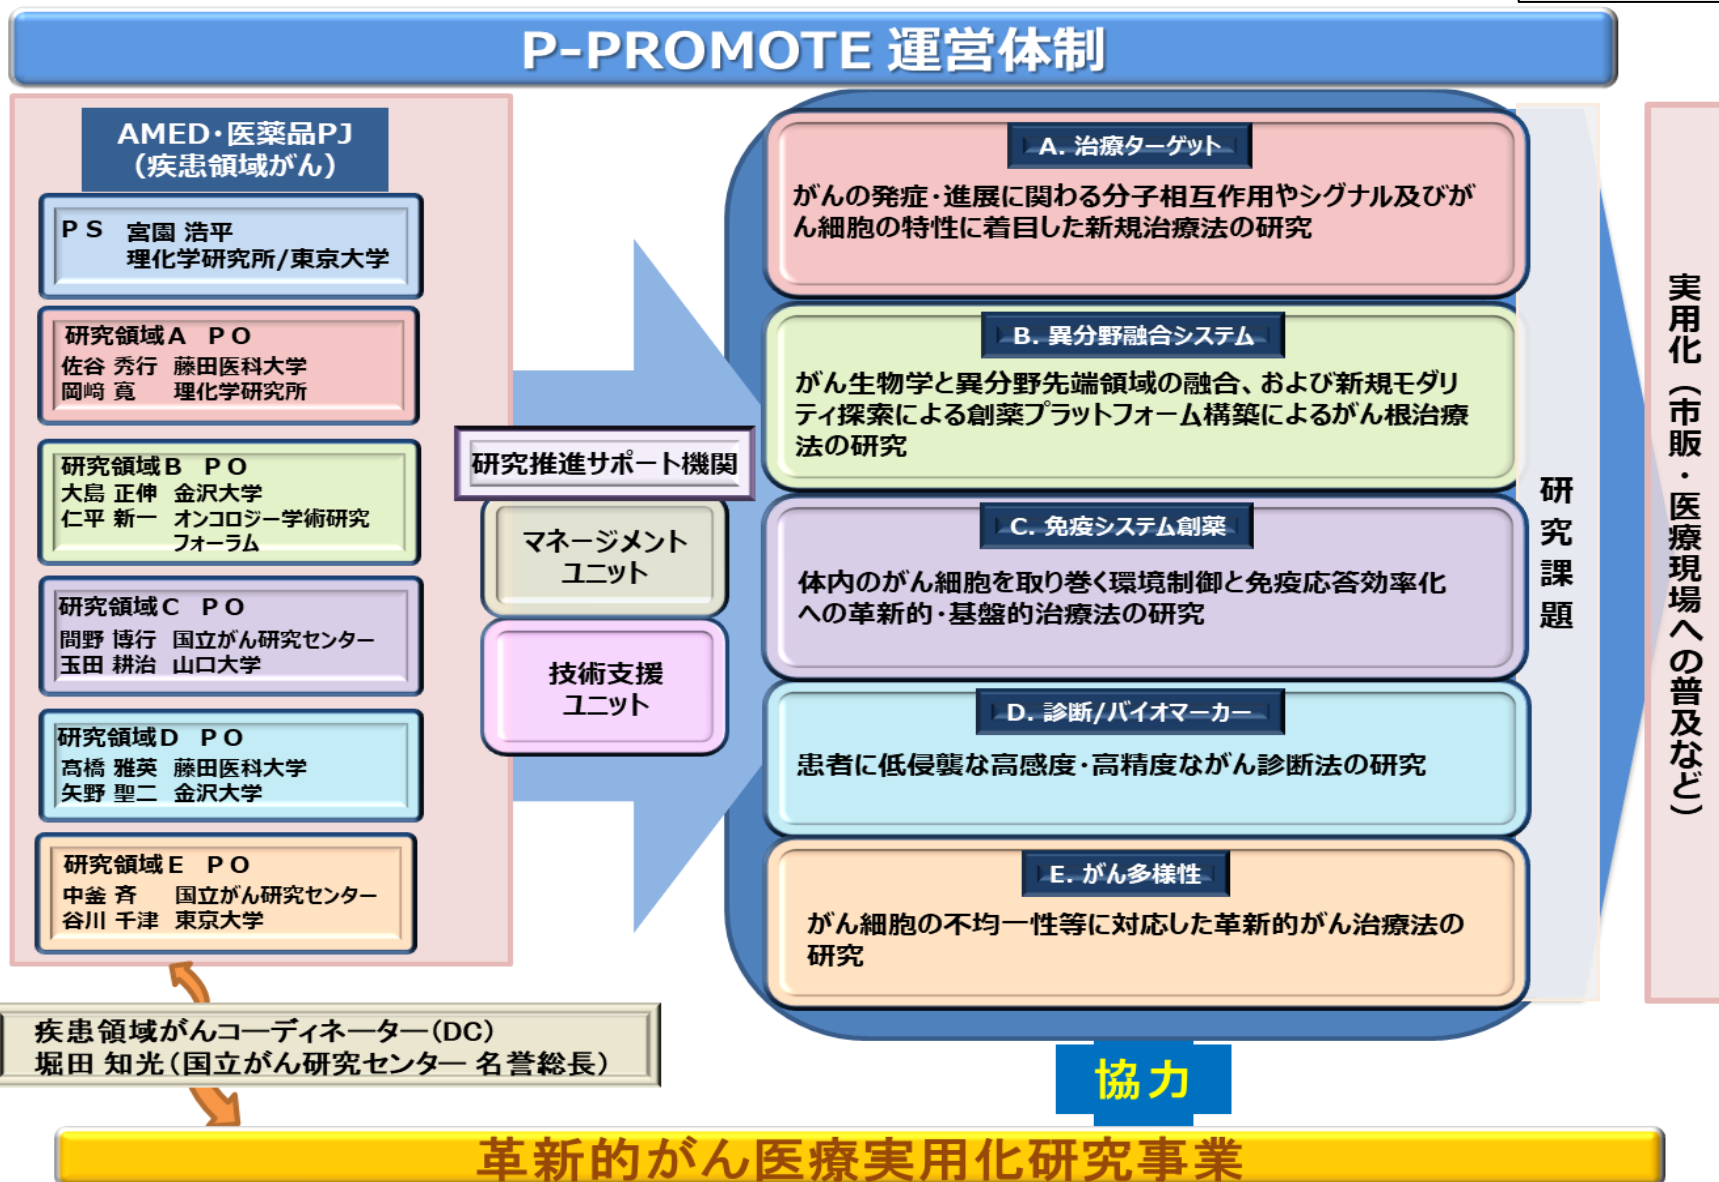 P-PROMOTE 運営体制
AMED・医薬品PJ
(疾患領域がん)
PS 宮園 浩平
理化学研究所/東京大学
研究領域A PO
佐谷 秀行 藤田医科大学
岡﨑 寛 理化学研究所
研究領域B PO
大島 正伸 金沢大学
仁平 新一 オンコロジー学術研究
フォーラム
研究領域C PO
間野 博行 国立がん研究センター
玉田 耕治 山口大学
研究領域D PO
髙橋 雅英 藤田医科大学
矢野 聖二 金沢大学
研究領域E PO
中釜 斉 国立がん研究センター
谷川 千津 東京大学
疾患領域がんコーディネーター(DC)
堀田 知光(国立がん研究センター 名誉総長)
研究推進サポート機関
マネージメント
ユニット
技術支援
ユニット
A. 治療ターゲット
がんの発症・進展に関わる分子相互作用やシグナル及びが
ん細胞の特性に着目した新規治療法の研究
B. 異分野融合システム
がん生物学と異分野先端領域の融合、および新規モダリ
ティ探索による創薬プラットフォーム構築によるがん根治療
法の研究
C. 免疫システム創薬
体内のがん細胞を取り巻く環境制御と免疫応答効率化
への革新的・基盤的治療法の研究
D. 診断/バイオマーカー
患者に低侵襲な高感度・高精度ながん診断法の研究
E. がん多様性
がん細胞の不均一性等に対応した革新的がん治療法の
研究
研究課題
実用化(市販・医療現場への普及など)
協力
革新的がん医療実用化研究事業